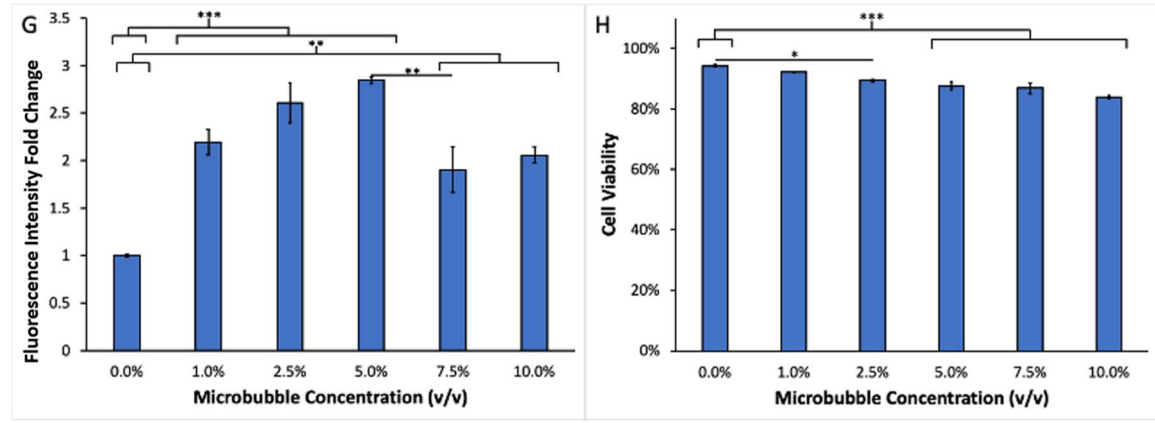 G
Fluorescence Intensity Fold Change
3.5
3
2.5
2
1.5
1
0.5
0
***
**
**
0.0% 1.0% 2.5% 5.0% 7.5% 10.0%
Microbubble Concentration (v/v)
H
Cell Viability
100%
80%
60%
40%
20%
0%
***
*
0.0% 1.0% 2.5% 5.0% 7.5% 10.0%
Microbubble Concentration (v/v)